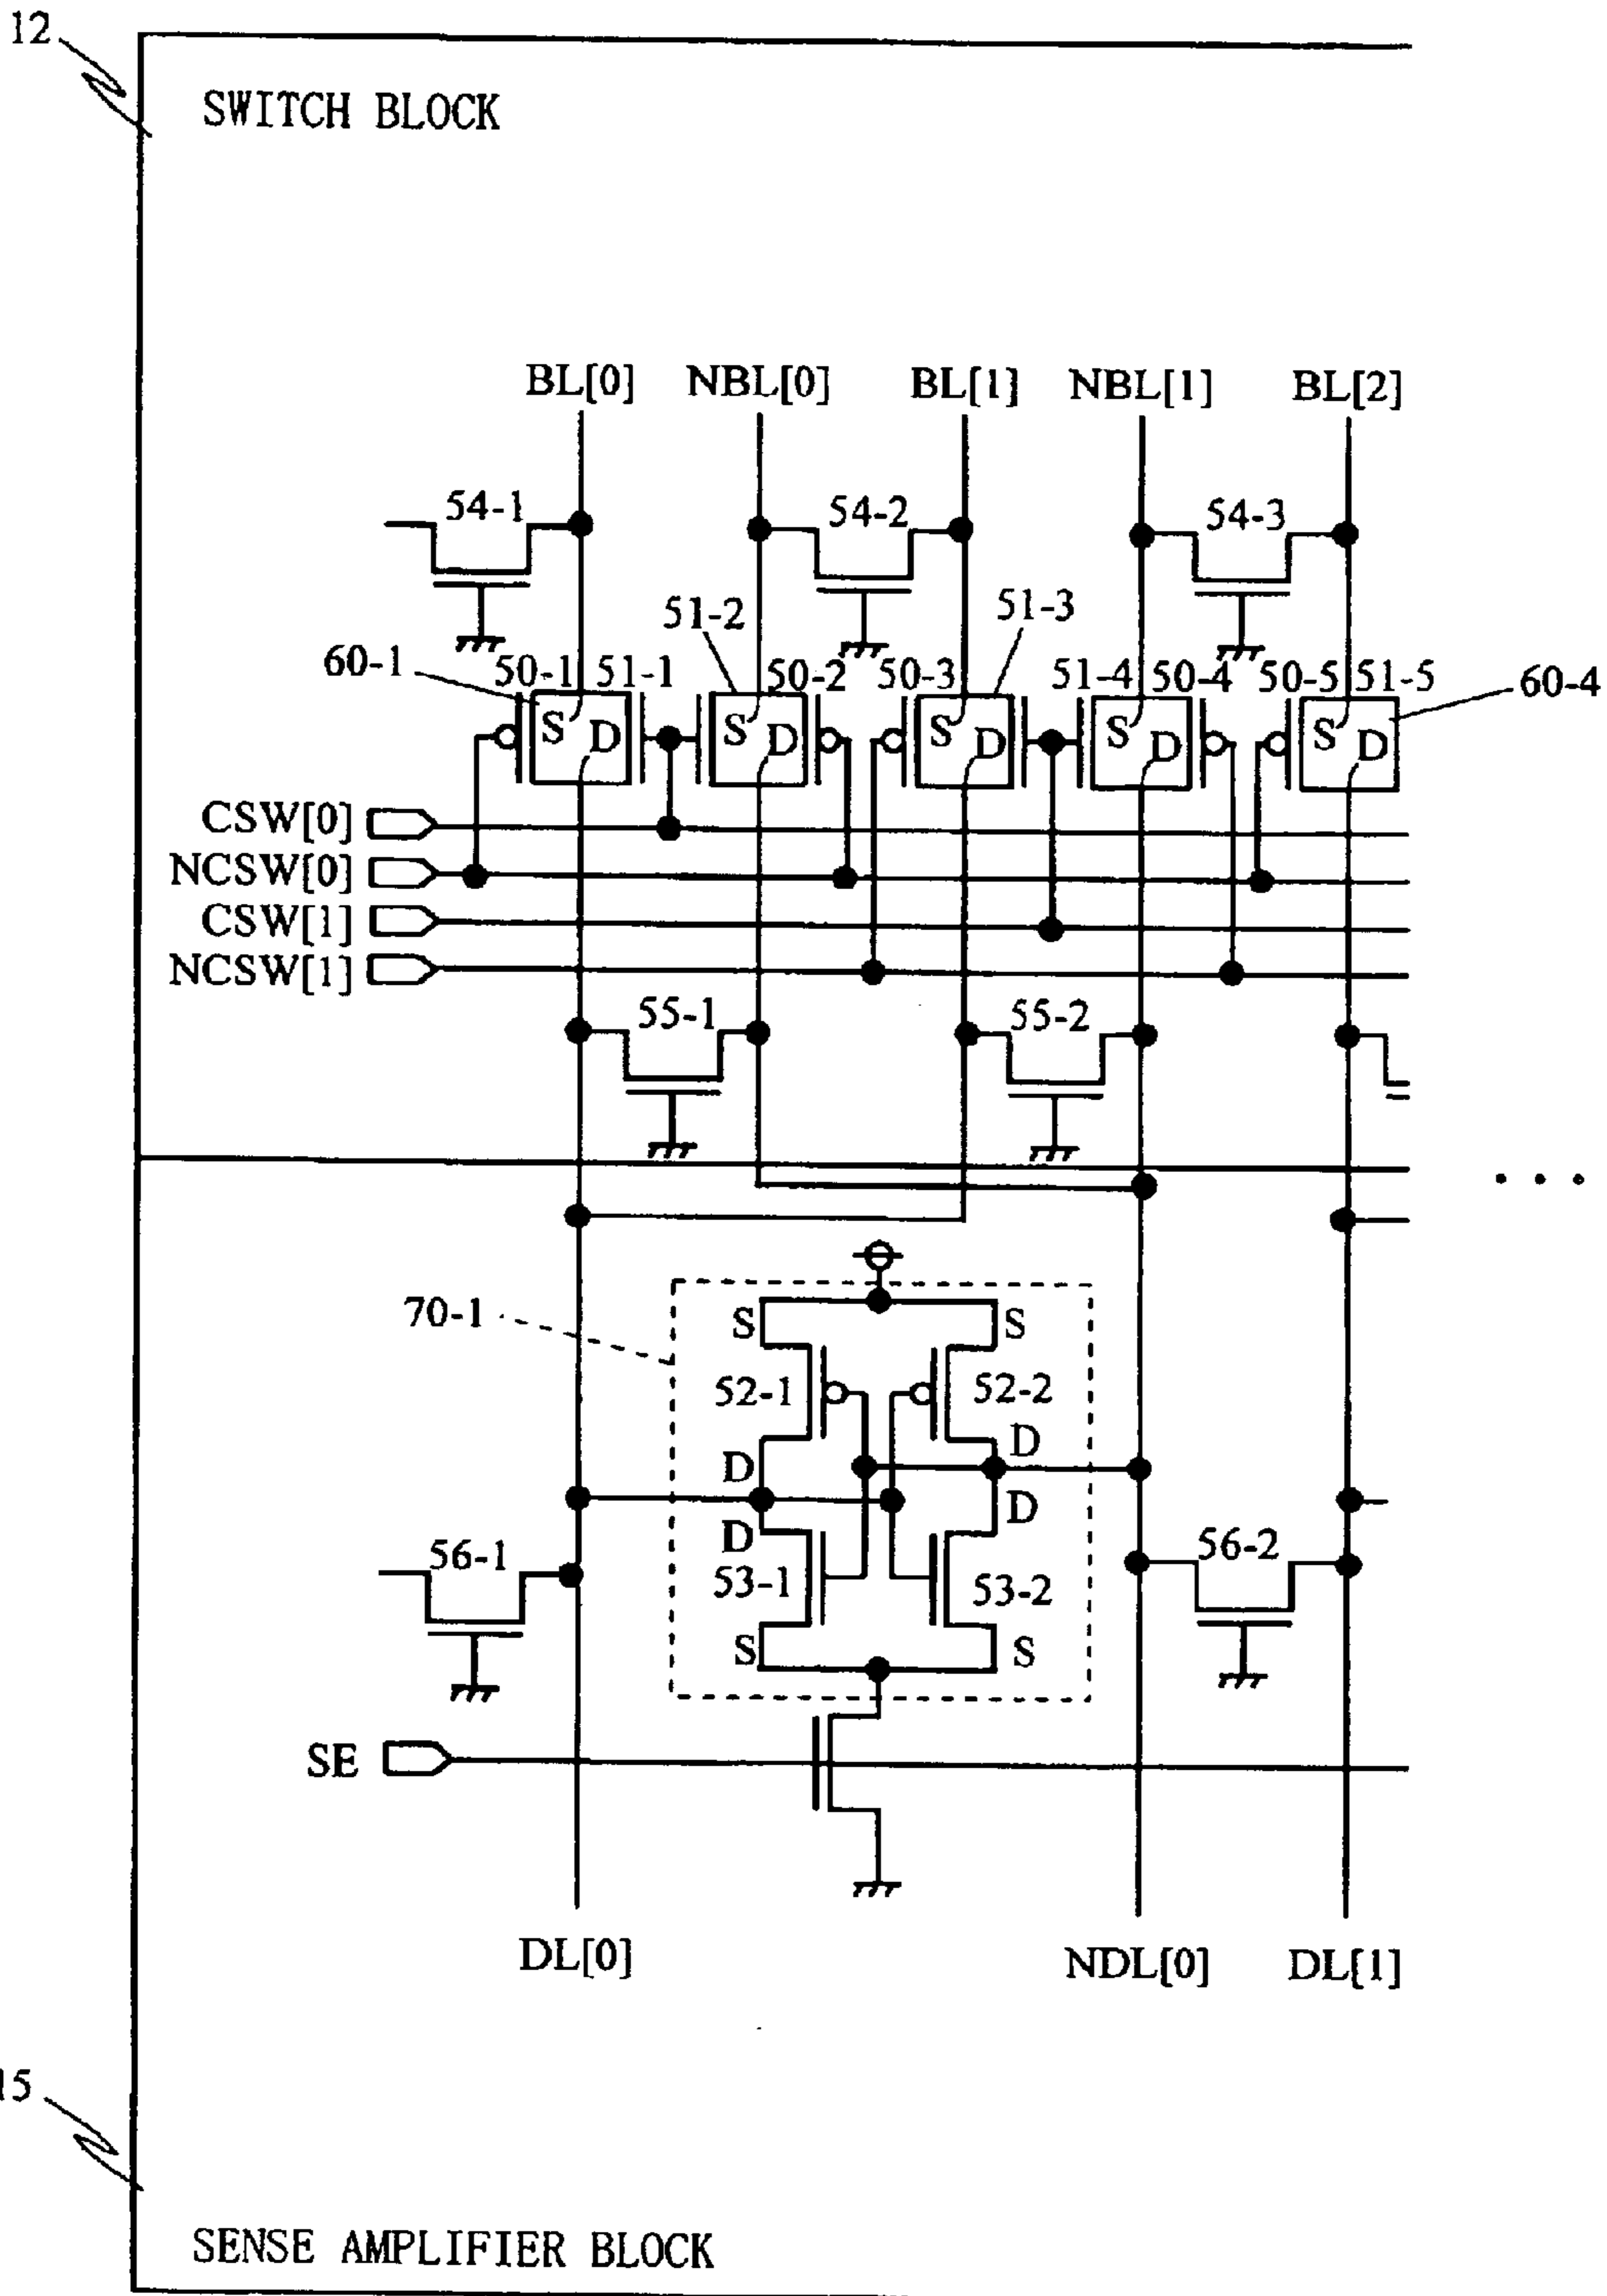 12
SWITCH BLOCK
BL[0] NBL[0] BL[1] NBL[1] BL[2]
54-1 54-2 54-3
51-2 51-3
60-1 50-1 51-1 50-2 50-3 51-4 50-4 50-5 51-5 60-4
S D S D S D S D S D
CSW[0]
NCSW[0]
CSW[1]
NCSW[1]
55-1 55-2
. . .
70-1
S S
52-1 52-2
D D
D D
56-1 53-1 53-2 56-2
S S
SE
DL[0] NDL[0] DL[1]
15
SENSE AMPLIFIER BLOCK